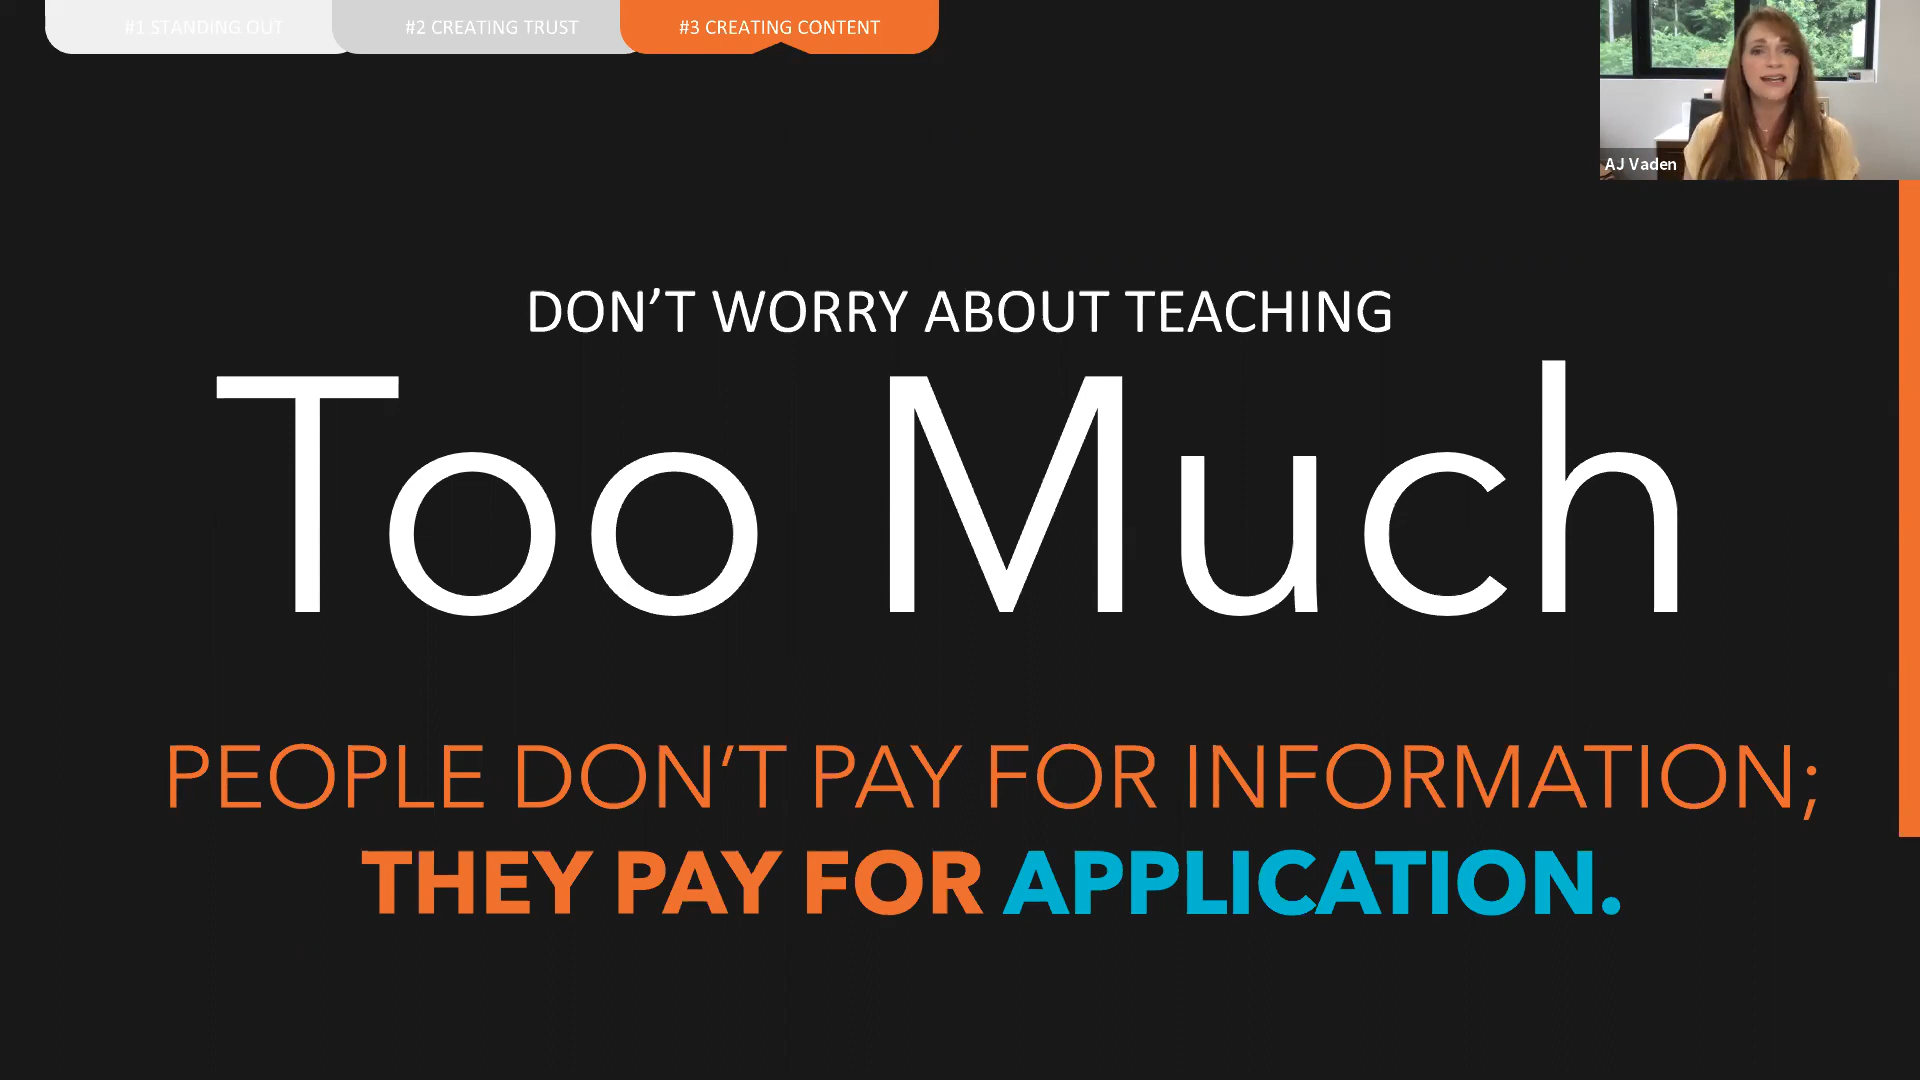 #1 STANDING OUT
#2 CREATING TRUST
#3 CREATING CONTENT
AJ Vaden
DON’T WORRY ABOUT TEACHING
Too Much
PEOPLE DON’T PAY FOR INFORMATION;
THEY PAY FOR APPLICATION.